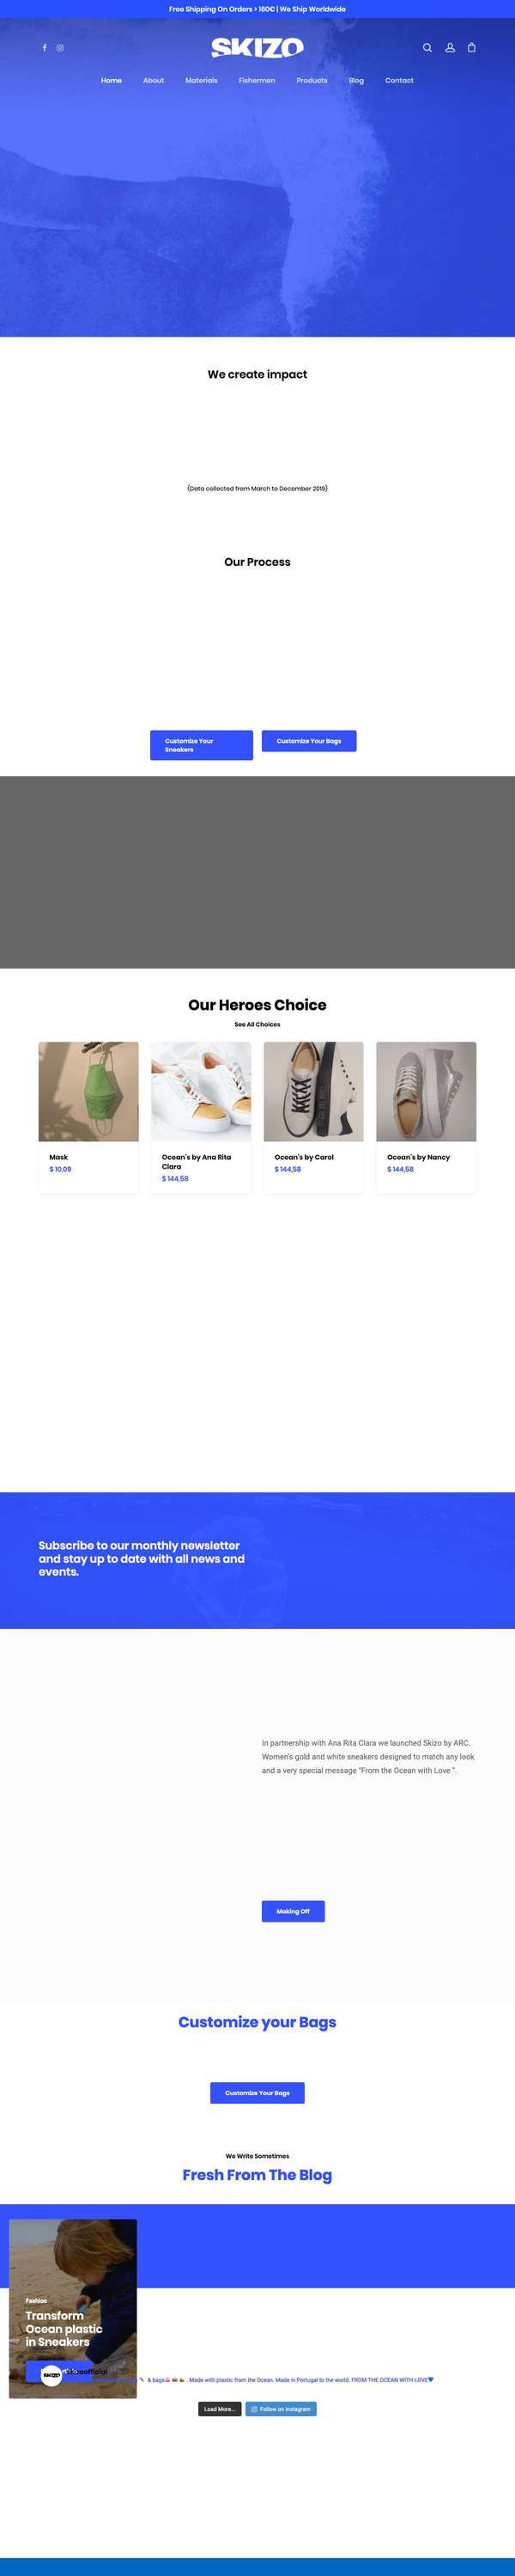 Free Shipping On Orders > 160€ | We Ship Worldwide
SKIZO
Home About Materials Fishermen Products Blog Contact
We create impact
(Data collected from March to December 2019)
Our Process
Customize Your
Sneakers
Customize Your Bags
Our Heroes Choice
See All Choices
Mask
$ 10,09
Ocean's by Ana Rita
Clara
$ 144,58
Ocean's by Carol
$ 144,58
Ocean's by Nancy
$ 144,58
Subscribe to our monthly newsletter
and stay up to date with all news and
events.
In partnership with Ana Rita Clara we launched Skizo by ARC.
Women's gold and white sneakers designed to match any look
and a very special message "From the Ocean with Love ".
Making Off
Customize your Bags
Customize Your Bags
We Write Sometimes
Fresh From The Blog
Fashion
Transform
Ocean plastic
in Sneakers
SKIZO
& bags . Made with plastic from the Ocean. Made in Portugal to the world. FROM THE OCEAN WITH LOVE
Load More...
Follow on Instagram